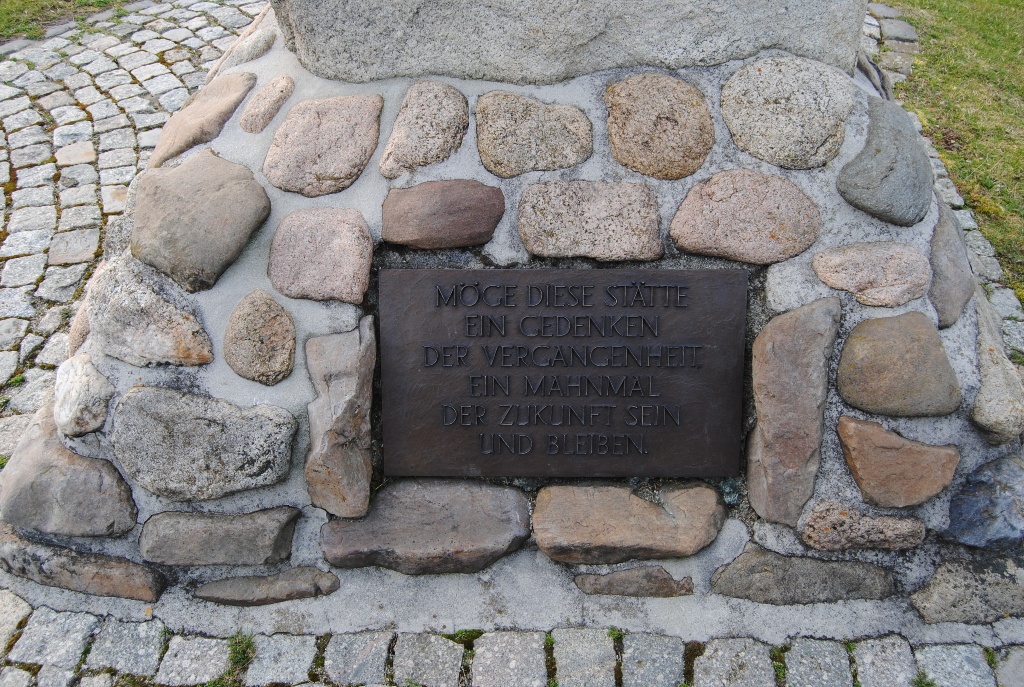 MÖGE DIESE STÄTTE
EIN GEDENKEN
DER VERGANGENHEIT,
EIN MAHNMAL
DER ZUKUNFT SEIN
UND BLEIBEN.